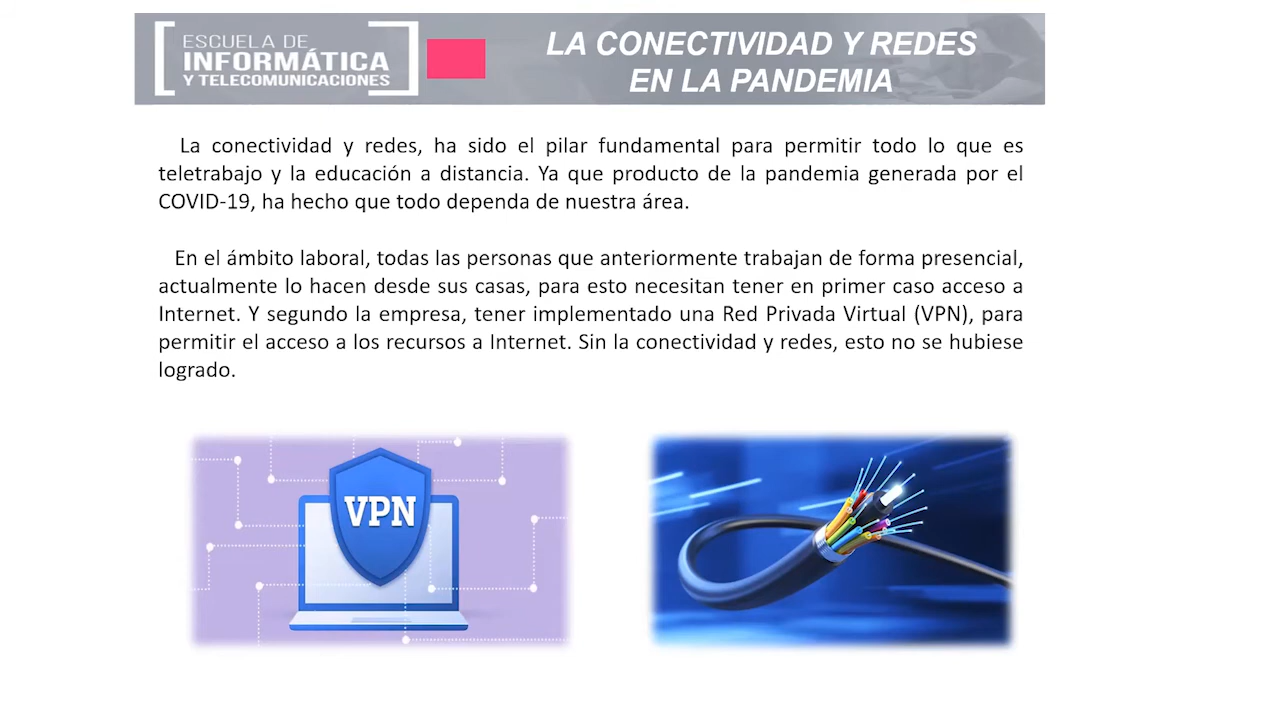 ESCUELA DE
INFORMÁTICA
Y TELECOMUNICACIONES
LA CONECTIVIDAD Y REDES
EN LA PANDEMIA
La conectividad y redes, ha sido el pilar fundamental para permitir todo lo que es
teletrabajo y la educación a distancia. Ya que producto de la pandemia generada por el
COVID-19, ha hecho que todo dependa de nuestra área.
En el ámbito laboral, todas las personas que anteriormente trabajan de forma presencial,
actualmente lo hacen desde sus casas, para esto necesitan tener en primer caso acceso a
Internet. Y segundo la empresa, tener implementado una Red Privada Virtual (VPN), para
permitir el acceso a los recursos a Internet. Sin la conectividad y redes, esto no se hubiese
logrado.
VPN